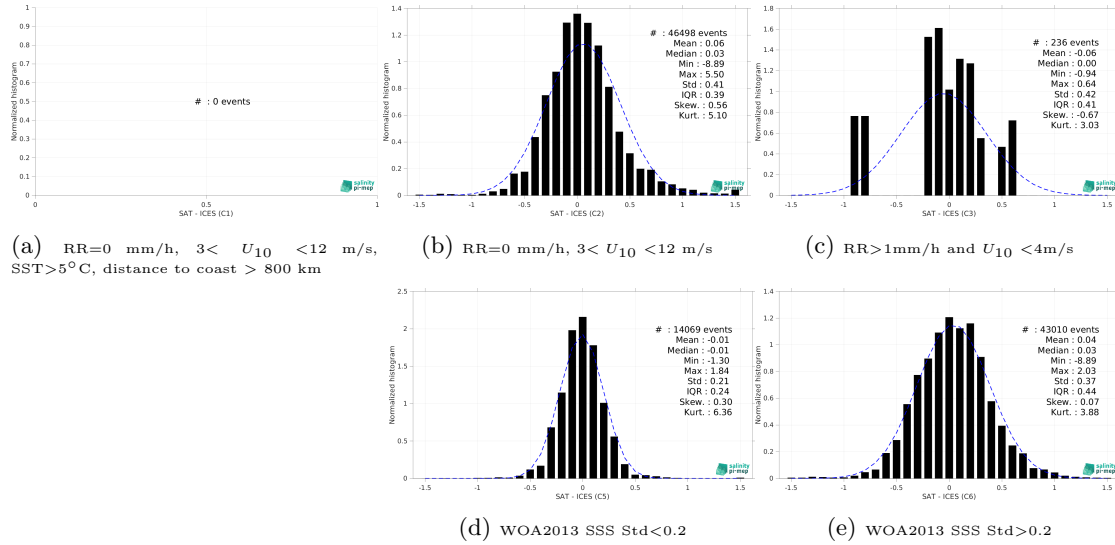 1
0.9
0.8
0.7
0.6
0.5
0.4
0.3
0.2
0.1
0
Normalized histogram
# : 0 events
0 0.5 1
SAT - ICES (C1)
salinity
pi-mep
(a) RR=0 mm/h, 3< U10 <12 m/s,
SST>5°C, distance to coast > 800 km
1.4
1.2
1
0.8
0.6
0.4
0.2
0
Normalized histogram
# : 46498 events
Mean : 0.06
Median : 0.03
Min : -8.89
Max : 5.50
Std : 0.41
IQR : 0.39
Skew. : 0.56
Kurt. : 5.10
-1.5 -1 -0.5 0 0.5 1 1.5
SAT - ICES (C2)
salinity
pi-mep
(b) RR=0 mm/h, 3< U10 <12 m/s
1.8
1.6
1.4
1.2
1
0.8
0.6
0.4
0.2
0
Normalized histogram
# : 236 events
Mean : -0.06
Median : 0.00
Min : -0.94
Max : 0.64
Std : 0.42
IQR : 0.41
Skew. : -0.67
Kurt. : 3.03
-1.5 -1 -0.5 0 0.5 1 1.5
SAT - ICES (C3)
salinity
pi-mep
(c) RR>1mm/h and U10 <4m/s
2.5
2
1.5
1
0.5
0
Normalized histogram
# : 14069 events
Mean : -0.01
Median : -0.01
Min : -1.30
Max : 1.84
Std : 0.21
IQR : 0.24
Skew. : 0.30
Kurt. : 6.36
-1.5 -1 -0.5 0 0.5 1 1.5
SAT - ICES (C5)
salinity
pi-mep
(d) WOA2013 SSS Std<0.2
1.4
1.2
1
0.8
0.6
0.4
0.2
0
Normalized histogram
# : 43010 events
Mean : 0.04
Median : 0.03
Min : -8.89
Max : 2.03
Std : 0.37
IQR : 0.44
Skew. : 0.07
Kurt. : 3.88
-1.5 -1 -0.5 0 0.5 1 1.5
SAT - ICES (C6)
salinity
pi-mep
(e) WOA2013 SSS Std>0.2